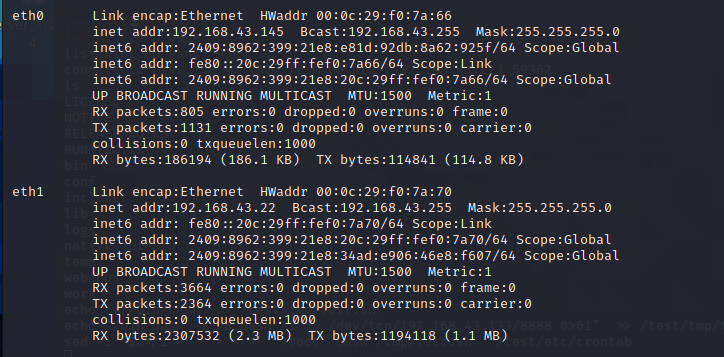 eth0 Link encap:Ethernet HWaddr 00:0c:29:f0:7a:66
inet addr:192.168.43.145 Bcast:192.168.43.255 Mask:255.255.255.0
inet6 addr: 2409:8962:399:21e8:e81d:92db:8a62:925f/64 Scope:Global
inet6 addr: fe80::20c:29ff:fef0:7a66/64 Scope:Link
inet6 addr: 2409:8962:399:21e8:20c:29ff:fef0:7a66/64 Scope:Global
UP BROADCAST RUNNING MULTICAST MTU:1500 Metric:1
RX packets:805 errors:0 dropped:0 overruns:0 frame:0
TX packets:1131 errors:0 dropped:0 overruns:0 carrier:0
collisions:0 txqueuelen:1000
RX bytes:186194 (186.1 KB) TX bytes:114841 (114.8 KB)
eth1 Link encap:Ethernet HWaddr 00:0c:29:f0:7a:70
inet addr:192.168.43.22 Bcast:192.168.43.255 Mask:255.255.255.0
inet6 addr: fe80::20c:29ff:fef0:7a70/64 Scope:Link
inet6 addr: 2409:8962:399:21e8:20c:29ff:fef0:7a70/64 Scope:Global
inet6 addr: 2409:8962:399:21e8:34ad:e906:46e8:f607/64 Scope:Global
UP BROADCAST RUNNING MULTICAST MTU:1500 Metric:1
RX packets:3664 errors:0 dropped:0 overruns:0 frame:0
TX packets:2364 errors:0 dropped:0 overruns:0 carrier:0
collisions:0 txqueuelen:1000
RX bytes:2307532 (2.3 MB) TX bytes:1194118 (1.1 MB)